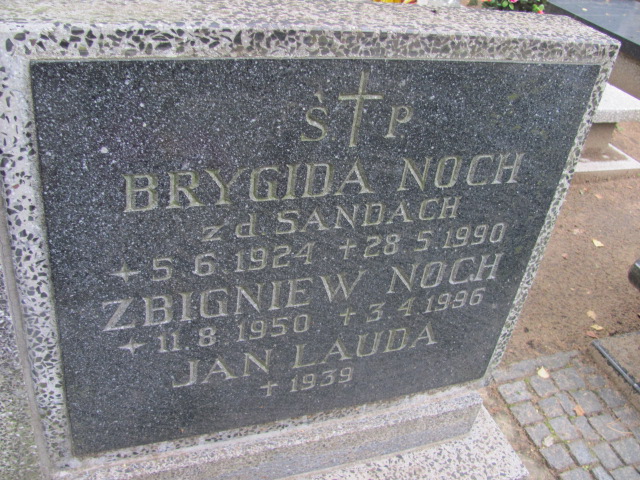 Ś † P
BRYGIDA NOCH
zd SANDACH
+ 5.6.1924 + 28.5.1990
ZBIGNIEW NOCH
+ 11.8.1950 + 3.4.1996
JAN LAUDA
+ 1939